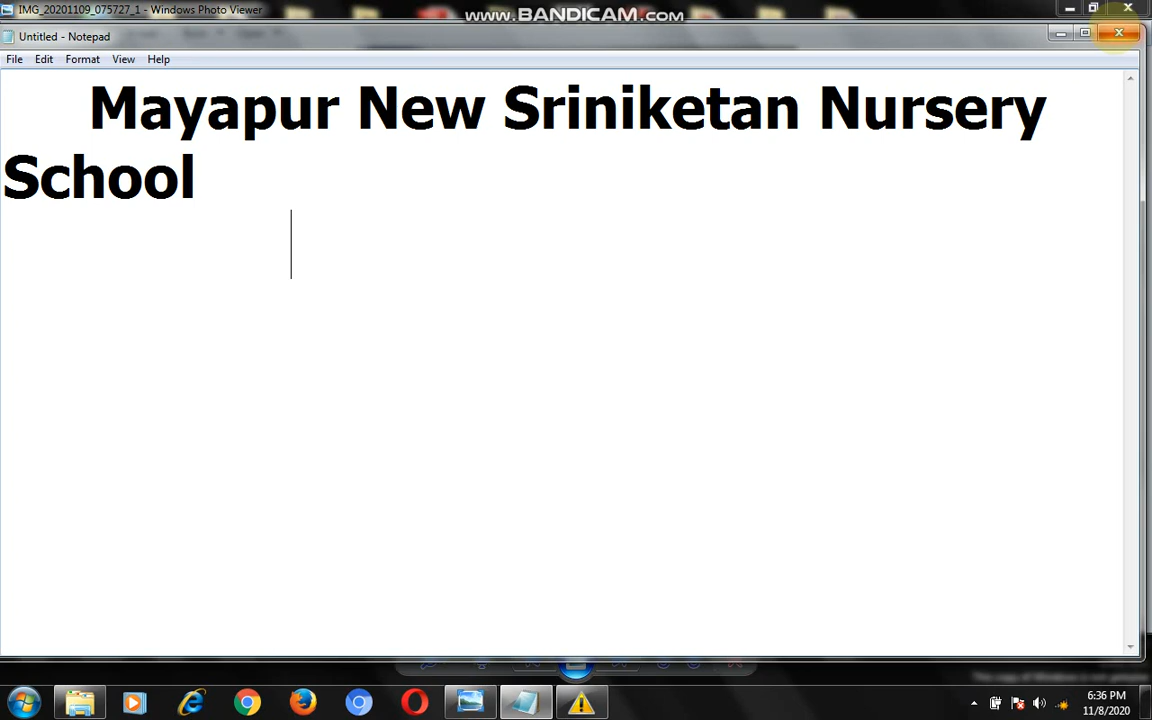 IMG_20201109_075727_1 - Windows Photo Viewer
www.BANDICAM.com
Untitled - Notepad
File Edit Format View Help
Mayapur New Sriniketan Nursery
School
6:36 PM
11/8/2020